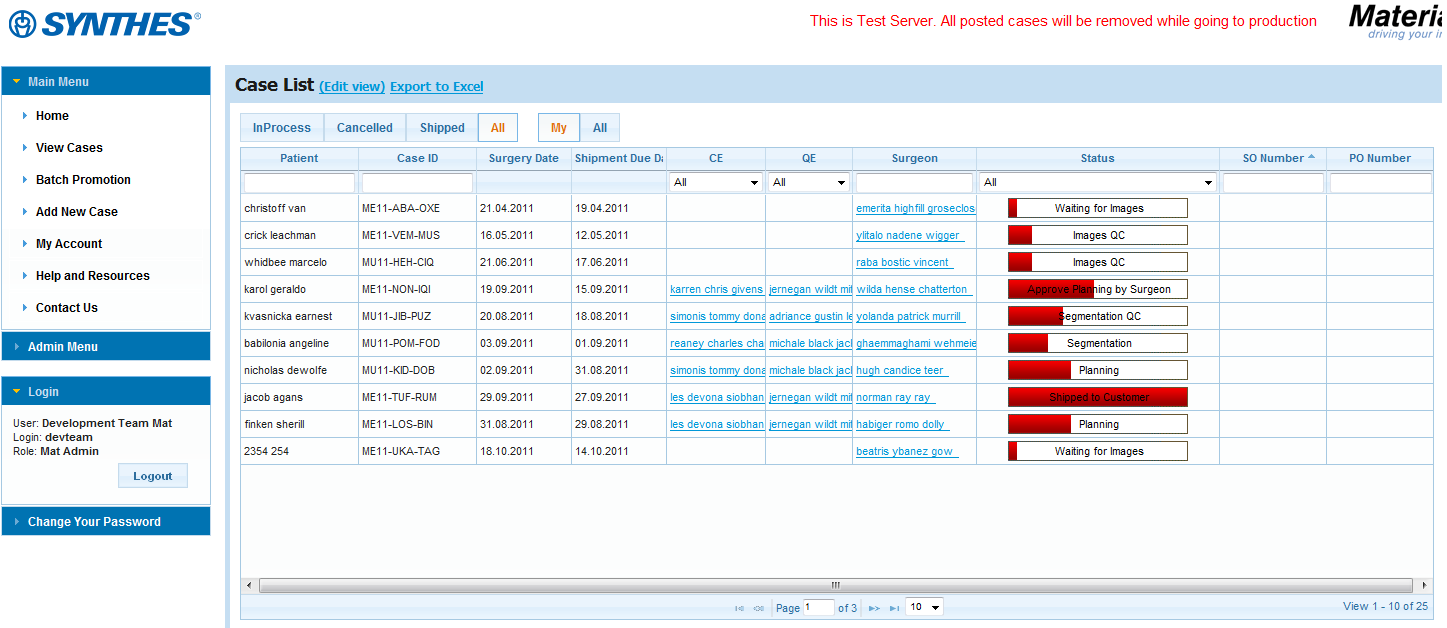 SYNTHES®
This is Test Server. All posted cases will be removed while going to production
Materia
driving your i
Main Menu
Home
View Cases
Batch Promotion
Add New Case
My Account
Help and Resources
Contact Us
Admin Menu
Login
User: Development Team Mat
Login: devteam
Role: Mat Admin
Logout
Change Your Password
Case List (Edit view) Export to Excel
InProcess Cancelled Shipped All My All
Patient Case ID Surgery Date Shipment Due Da CE QE Surgeon Status SO Number PO Number
All All All
christoff van ME11-ABA-OXE 21.04.2011 19.04.2011 emerita highfill groseclos Waiting for Images
crick leachman ME11-VEM-MUS 16.05.2011 12.05.2011 ylitalo nadene wigger Images QC
whidbee marcelo MU11-HEH-CIQ 21.06.2011 17.06.2011 raba bostic vincent Images QC
karol geraldo ME11-NON-IQI 19.09.2011 15.09.2011 karren chris givens jernegan wildt mit wilda hense chatterton Approve Planning by Surgeon
kvasnicka earnest MU11-JIB-PUZ 20.08.2011 18.08.2011 simonis tommy dona adriance gustin le yolanda patrick murrill Segmentation QC
babilonia angeline MU11-POM-FOD 03.09.2011 01.09.2011 reaney charles cha michale black jacl ghaemmaghami wehmeie Segmentation
nicholas dewolfe MU11-KID-DOB 02.09.2011 31.08.2011 simonis tommy dona michale black jacl hugh candice teer Planning
jacob agans ME11-TUF-RUM 29.09.2011 27.09.2011 les devona siobhan jernegan wildt mit norman ray ray Shipped to Customer
finken sherill ME11-LOS-BIN 31.08.2011 29.08.2011 les devona siobhan jernegan wildt mit habiger romo dolly Planning
2354 254 ME11-UKA-TAG 18.10.2011 14.10.2011 beatris ybanez gow Waiting for Images
Page 1 of 3 10 View 1 - 10 of 25